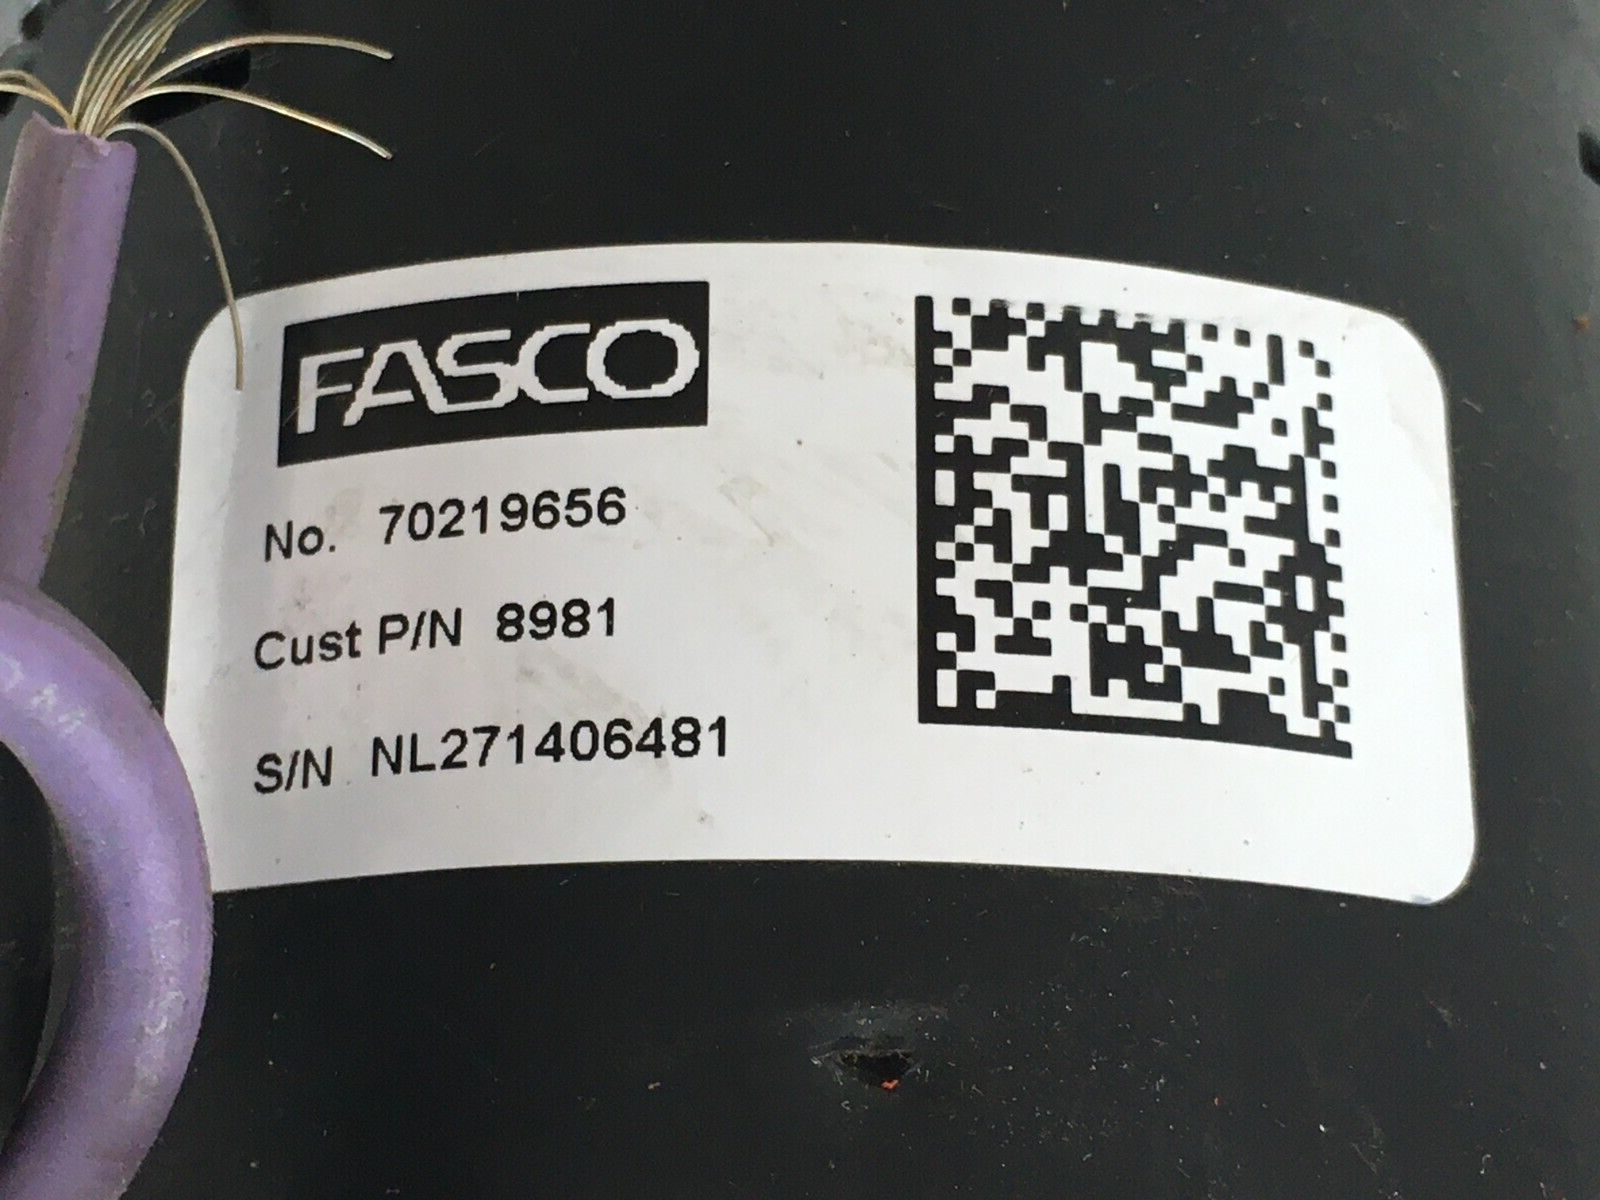 FASCO
No. 70219656
Cust P/N 8981
S/N NL271406481